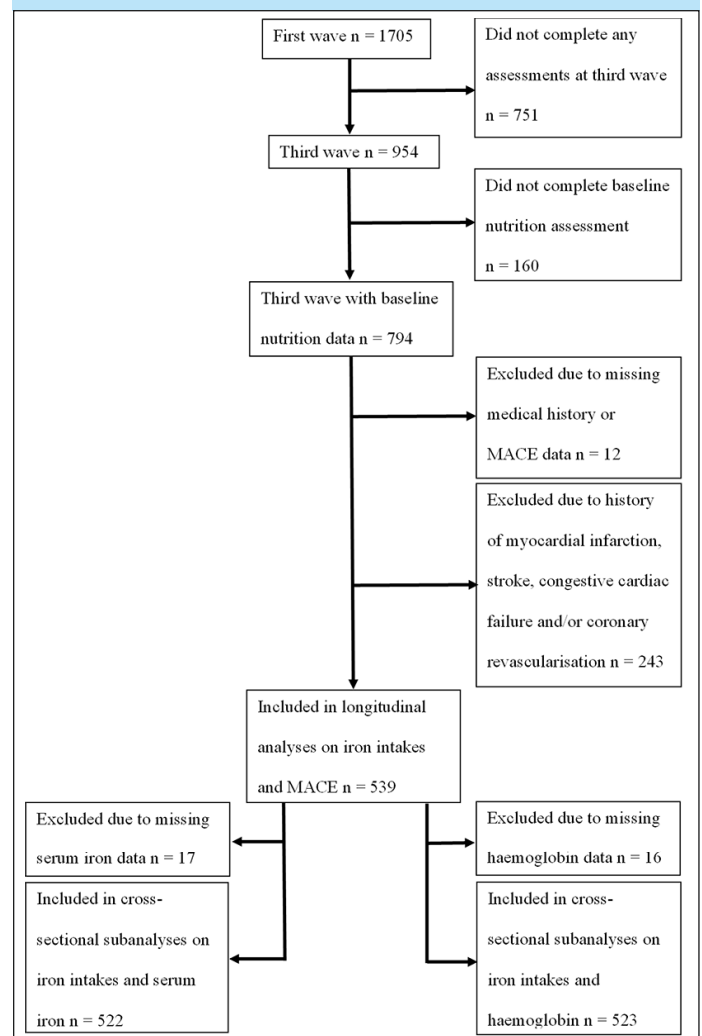 First wave n = 1705
Did not complete any
assessments at third wave
n = 751
Third wave n = 954
Did not complete baseline
nutrition assessment
n = 160
Third wave with baseline
nutrition data n = 794
Excluded due to missing
medical history or
MACE data n = 12
Excluded due to history
of myocardial infarction,
stroke, congestive cardiac
failure and/or coronary
revascularisation n = 243
Included in longitudinal
analyses on iron intakes
and MACE n = 539
Excluded due to missing
serum iron data n = 17
Excluded due to missing
haemoglobin data n = 16
Included in cross-
sectional subanalyses on
iron intakes and serum
iron n = 522
Included in cross-
sectional subanalyses on
iron intakes and
haemoglobin n = 523